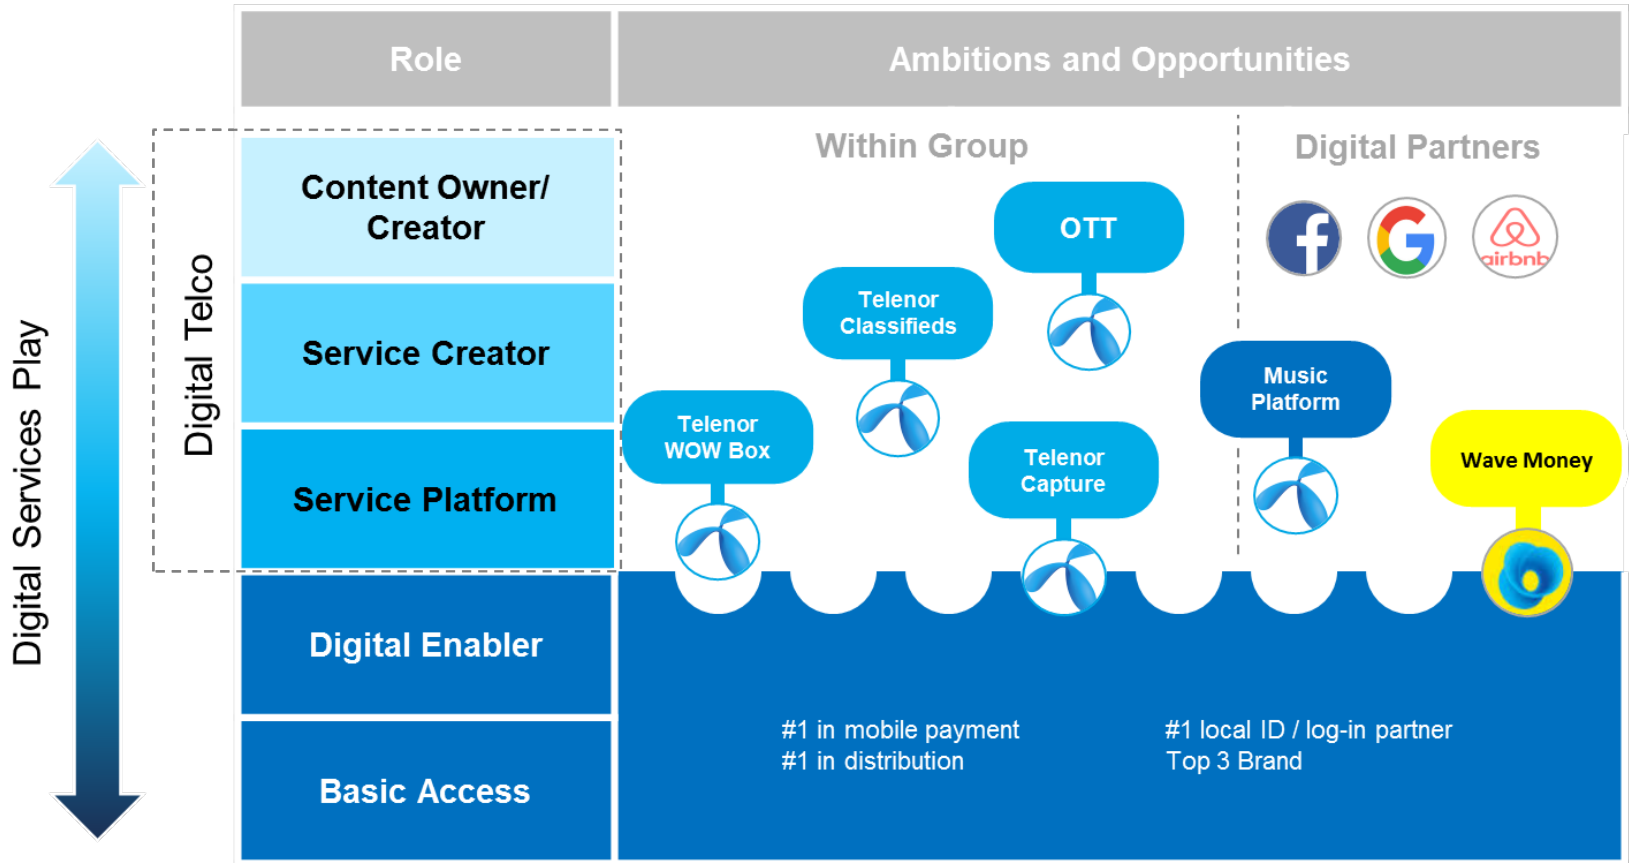 Role
Ambitions and Opportunities
Within Group
Digital Partners
Digital Services Play
Digital Telco
Content Owner/
Creator
Service Creator
Service Platform
Digital Enabler
Basic Access
OTT
airbnb
Telenor
Classifieds
Music
Platform
Telenor
WOW Box
Telenor
Capture
Wave Money
#1 in mobile payment
#1 in distribution
#1 local ID / log-in partner
Top 3 Brand